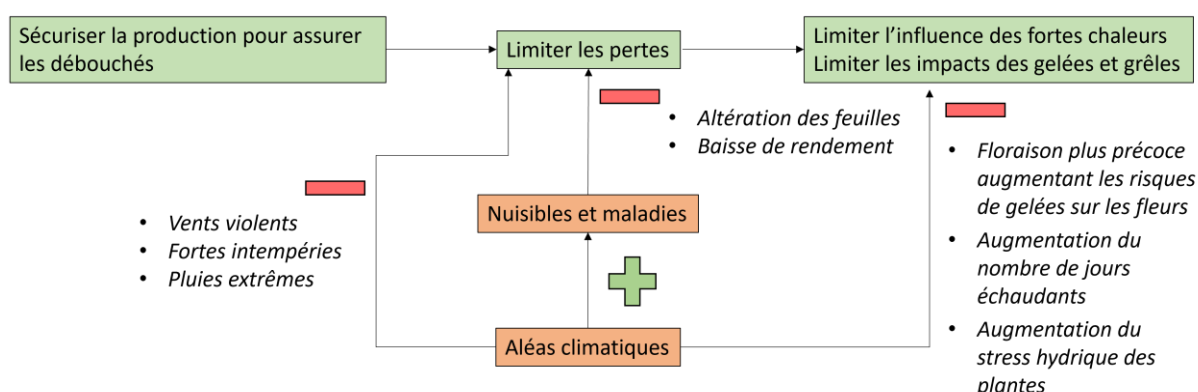 Sécuriser la production pour assurer
les débouchés
Limiter les pertes
Limiter l'influence des fortes chaleurs
Limiter les impacts des gelées et grêles
• Altération des feuilles
• Baisse de rendement
• Floraison plus précoce
augmentant les risques
de gelées sur les fleurs
• Augmentation du
nombre de jours
échaudants
• Augmentation du
stress hydrique des
plantes
Nuisibles et maladies
• Vents violents
• Fortes intempéries
• Pluies extrêmes
Aléas climatiques